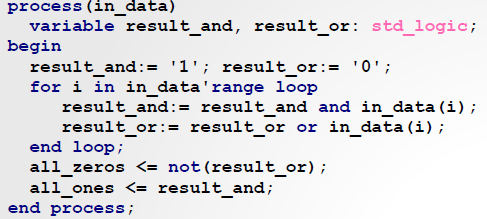 process(in_data)
variable result_and, result_or: std_logic;
begin
result_and:= '1'; result_or:= '0';
for i in in_data'range loop
result_and:= result_and and in_data(i);
result_or:= result_or or in_data(i);
end loop;
all_zeros <= not(result_or);
all_ones <= result_and;
end process;